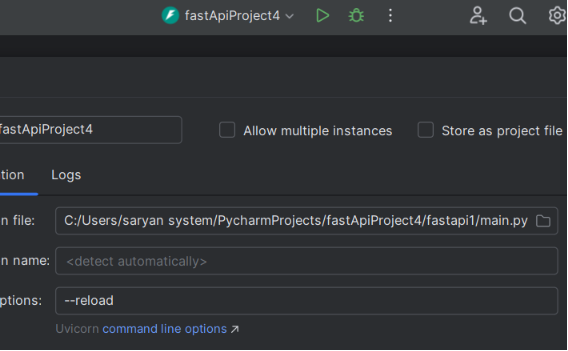 fastApiProject4
fastApiProject4
Allow multiple instances
Store as project file
tion
Logs
n file:
C:/Users/saryan system/PycharmProjects/fastApiProject4/fastapi1/main.py
n name:
<detect automatically>
ptions:
--reload
Uvicorn command line options ↗